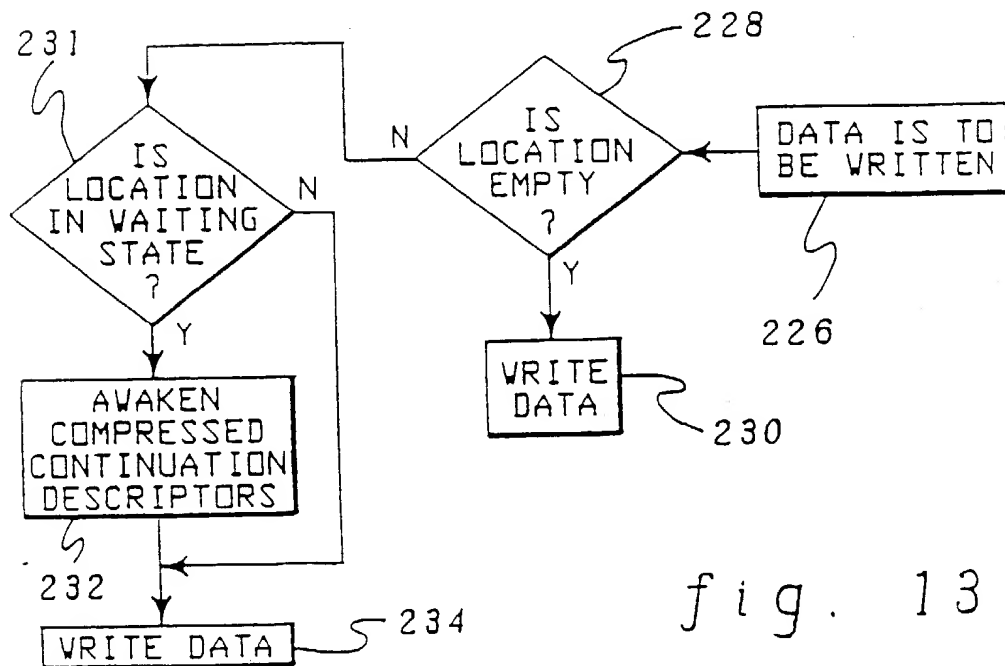 231
228
IS
LOCATION
IN WAITING
STATE
?
N
Y
N
IS
LOCATION
EMPTY
?
Y
DATA IS TO
BE WRITTEN
226
WRITE
DATA
230
AWAKEN
COMPRESSED
CONTINUATION
DESCRIPTORS
232
WRITE DATA
234
fig. 13